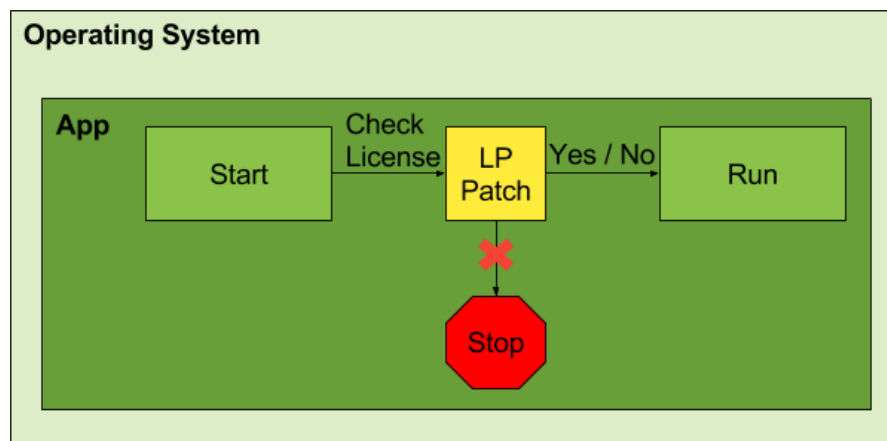 Operating System
App
Start
Check
License
LP
Patch
Yes / No
Run
Stop